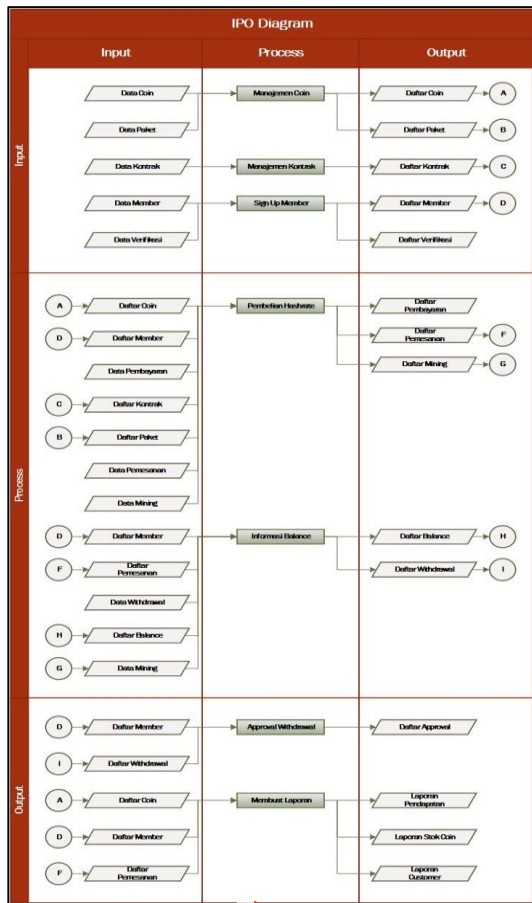 IPO Diagram
Input Process Output
Input
Data Coin Manajemen Coin Daftar Coin A
Data Paket Daftar Paket B
Data Kontrak Manajemen Kontrak Daftar Kontrak C
Data Member Sign Up Member Daftar Member D
Data Verifikasi Daftar Verifikasi
Process
A Daftar Coin Pembelian Hashrate Daftar
Pembayaran
D Daftar Member Daftar
Pemesanan F
Data Pembayaran Daftar Mining G
C Daftar Kontrak
B Daftar Paket
Data Pemesanan
Data Mining
D Daftar Member Informasi Balance Daftar Balance H
F Daftar
Pemesanan Daftar Withdrawal I
Data Withdrawal
H Daftar Balance
G Data Mining
Output
D Daftar Member Approval Withdrawal Daftar Approval
I Daftar Withdrawal
A Daftar Coin Membuat Laporan Laporan
Pendapatan
D Daftar Member Laporan Stok Coin
F Daftar
Pemesanan Laporan
Customer